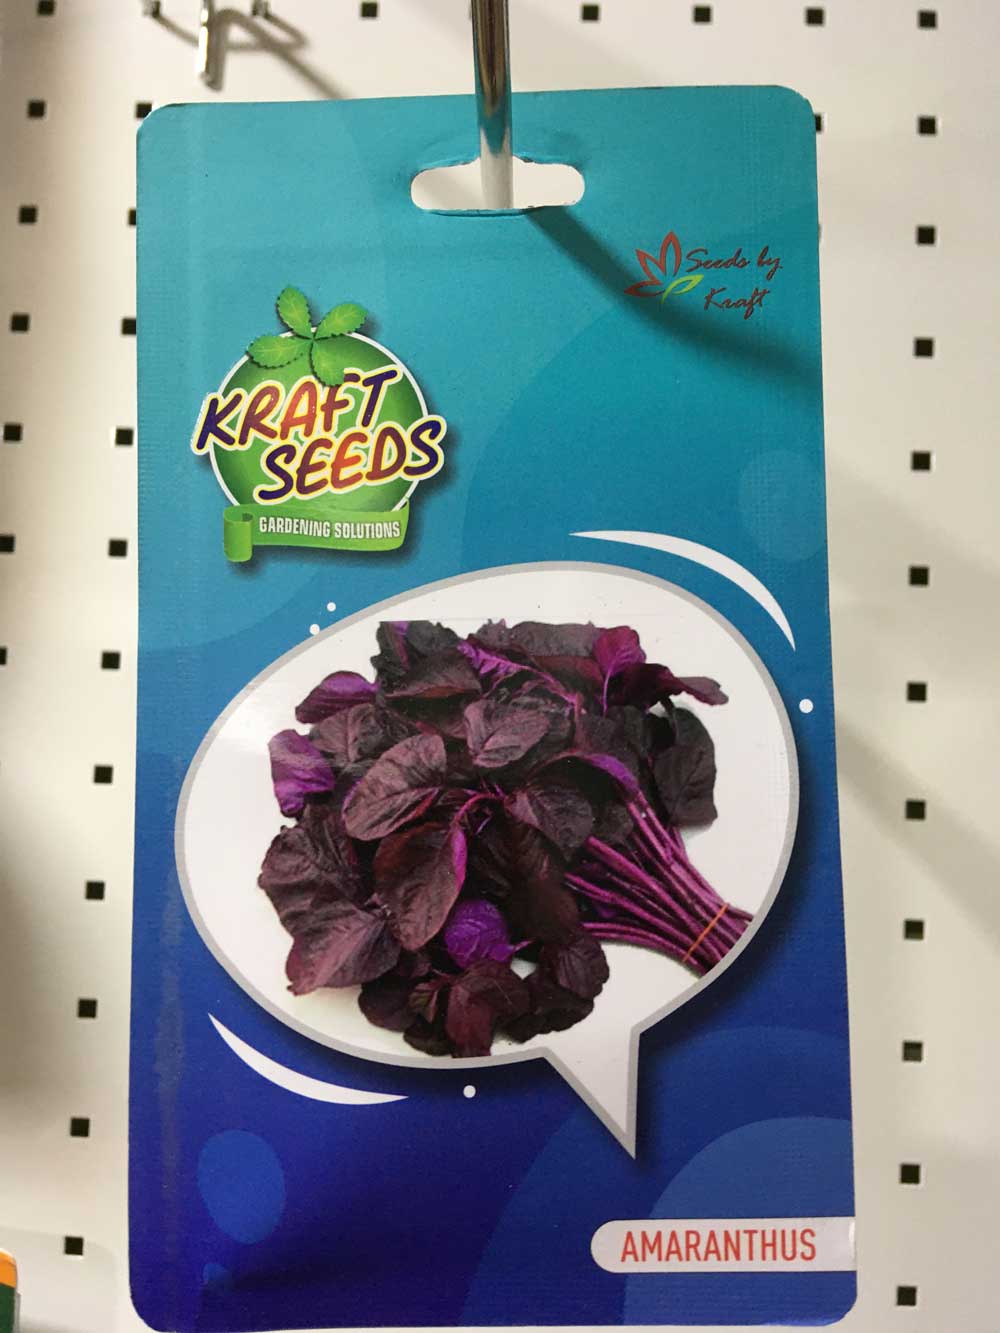 Seeds by
Kraft
KRAFT
SEEDS
GARDENING SOLUTIONS
AMARANTHUS